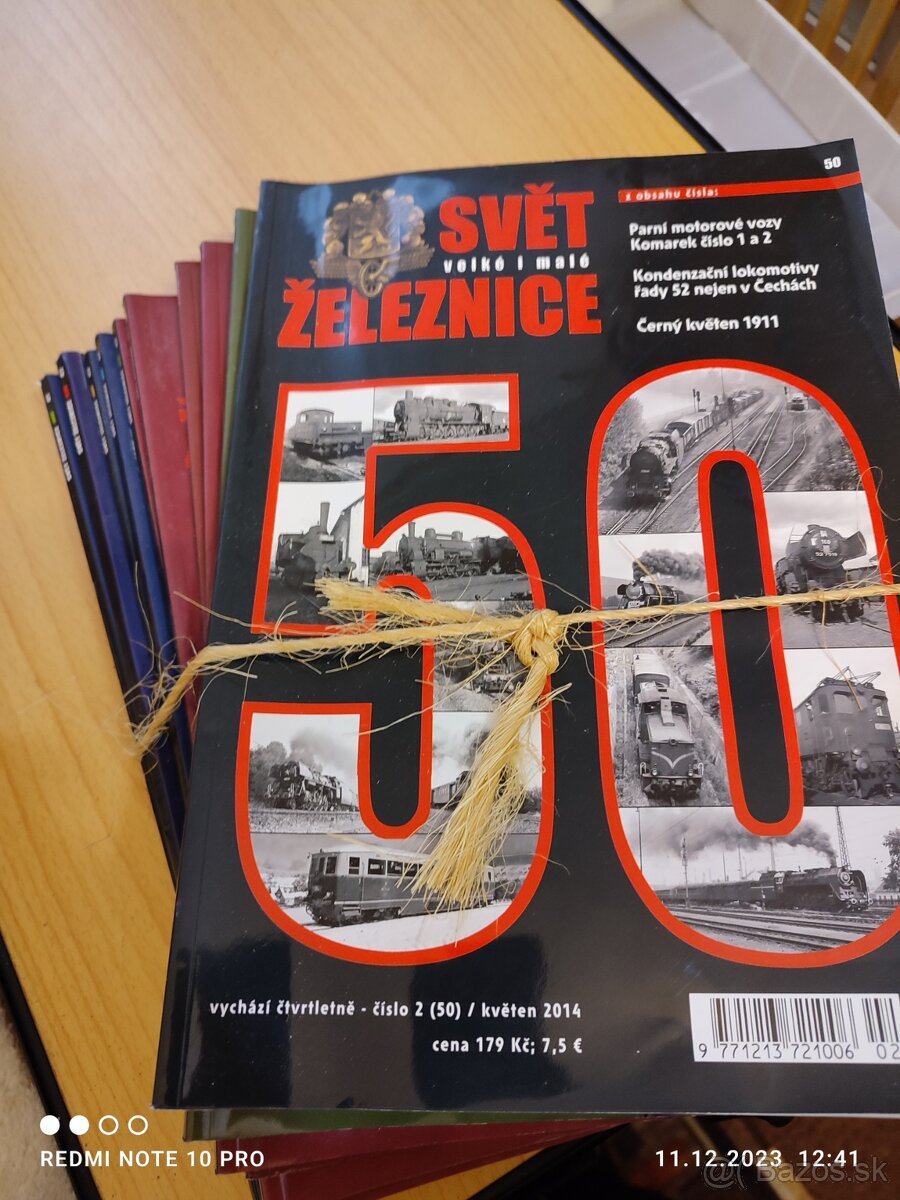 50
z obsahu čísla:
SVĚT
velké i malé
ŽELEZNICE
Parní motorové vozy
Komarek číslo 1 a 2
Kondenzační lokomotivy
řady 52 nejen v Čechách
Černý květen 1911
50
vychází čtvrtletně - číslo 2 (50) / květen 2014
cena 179 Kč; 7,5 €
9 771213 721006 02
REDMI NOTE 10 PRO
11.12.2023 12:41
Bazos.sk